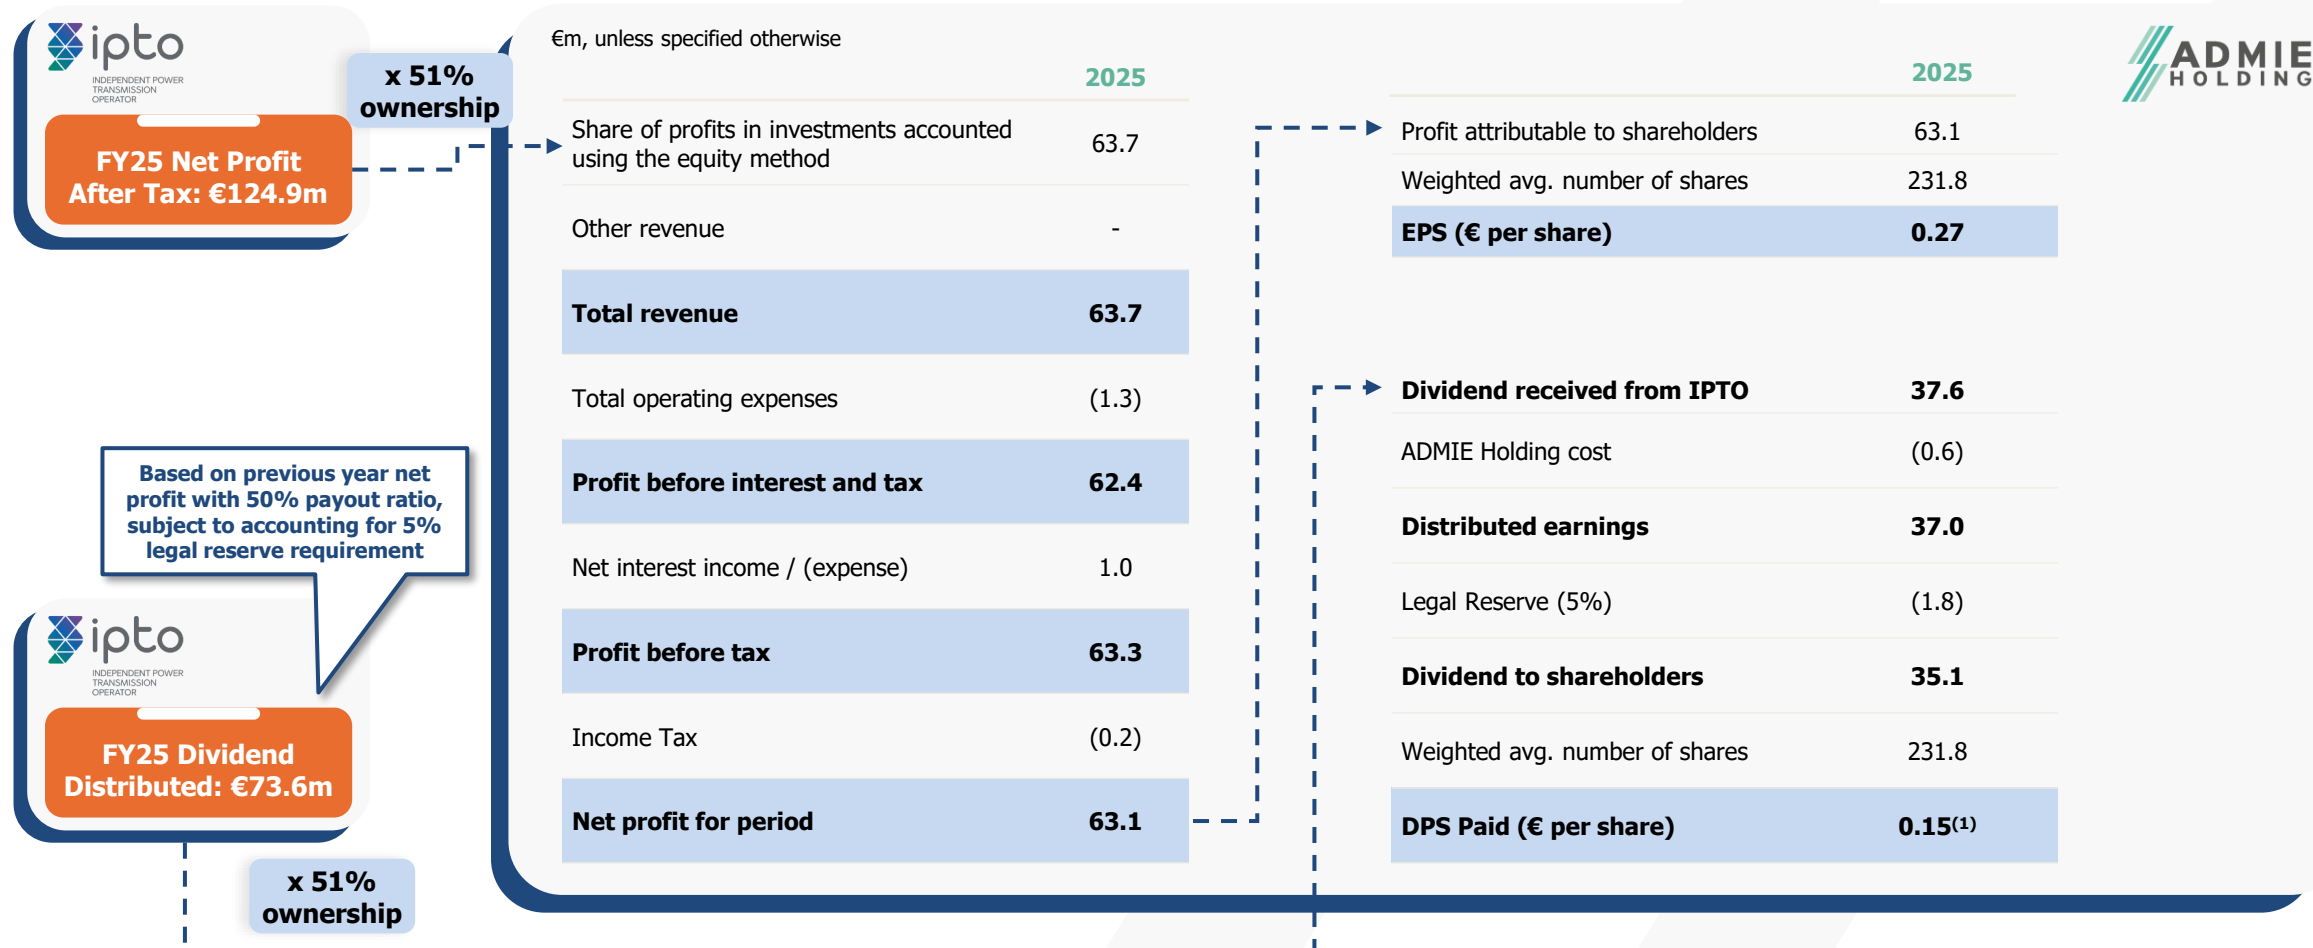 ipto
INDEPENDENT POWER
TRANSMISSION
OPERATOR
FY25 Net Profit
After Tax: €124.9m
x 51%
ownership
Based on previous year net
profit with 50% payout ratio,
subject to accounting for 5%
legal reserve requirement
ipto
INDEPENDENT POWER
TRANSMISSION
OPERATOR
FY25 Dividend
Distributed: €73.6m
x 51%
ownership
€m, unless specified otherwise
2025
Share of profits in investments accounted
using the equity method 63.7
Other revenue -
Total revenue 63.7
Total operating expenses (1.3)
Profit before interest and tax 62.4
Net interest income / (expense) 1.0
Profit before tax 63.3
Income Tax (0.2)
Net profit for period 63.1
2025
Profit attributable to shareholders 63.1
Weighted avg. number of shares 231.8
EPS (€ per share) 0.27
Dividend received from IPTO 37.6
ADMIE Holding cost (0.6)
Distributed earnings 37.0
Legal Reserve (5%) (1.8)
Dividend to shareholders 35.1
Weighted avg. number of shares 231.8
DPS Paid (€ per share) 0.15(1)
ADMIE
HOLDING